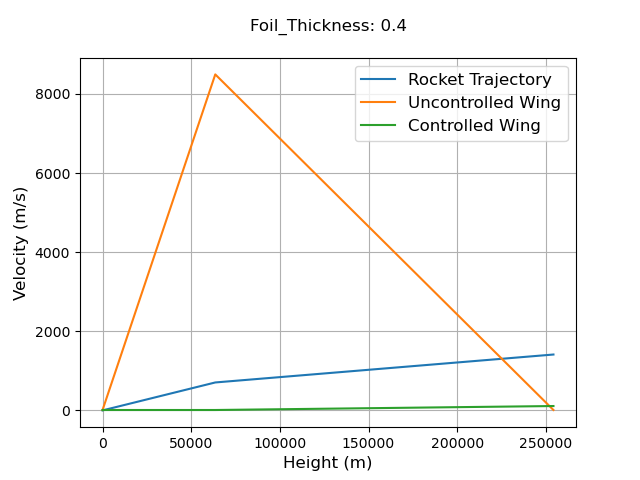 Foil_Thickness: 0.4
Rocket Trajectory
Uncontrolled Wing
Controlled Wing
8000
6000
4000
2000
0
Velocity (m/s)
0 50000 100000 150000 200000 250000
Height (m)